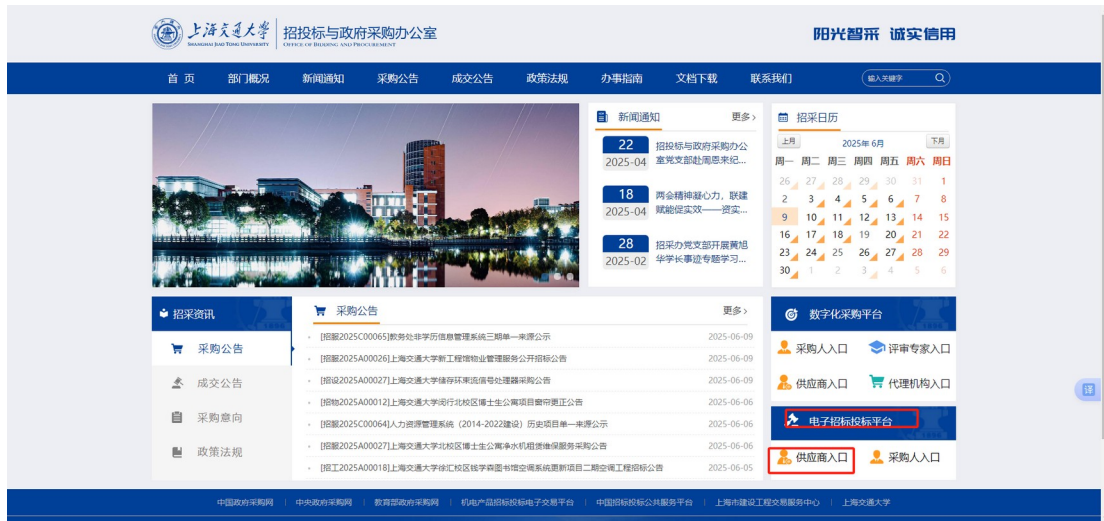 上海交通大学
SHANGHAI JIAO TONG UNIVERSITY
招投标与政府采购办公室
OFFICE OF BIDDING AND PROCUREMENT
阳光智采 诚实信用
首 页 部门概况 新闻通知 采购公告 成交公告 政策法规 办事指南 文档下载 联系我们 输入关键字
新闻通知 更多>
22
2025-04
招投标与政府采购办公
室党支部赴周恩来纪...
18
2025-04
两会精神凝心力，联建
赋能促实效——资实...
28
2025-02
招采办党支部开展黄旭
华学长事迹专题学习...
招采日历
上月 2025年 6月 下月
周一 周二 周三 周四 周五 周六 周日
26 27 28 29 30 31 1
2 3 4 5 6 7 8
9 10 11 12 13 14 15
16 17 18 19 20 21 22
23 24 25 26 27 28 29
30 1 2 3 4 5 6
招采资讯
采购公告
成交公告
采购意向
政策法规
采购公告 更多>
[招服2025C00065]教务处非学历信息管理系统三期单一来源公示 2025-06-09
[招服2025A00026]上海交通大学新工程馆物业管理服务公开招标公告 2025-06-09
[招设2025A00027]上海交通大学储存环束流信号处理器采购公告 2025-06-06
[招物2025A00012]上海交通大学闵行北校区博士生公寓项目窗帘更正公告 2025-06-06
[招服2025C00064]人力资源管理系统（2014-2022建设）历史项目单一来源公示 2025-06-06
[招服2025A00027]上海交通大学北校区博士生公寓净水机租赁维保服务采购公告 2025-06-06
[招工2025A00018]上海交通大学徐汇校区钱学森图书馆空调系统更新项目二期空调工程招标公告 2025-06-05
数字化采购平台
采购人入口 评审专家入口
供应商入口 代理机构入口
电子招标投标平台
供应商入口 采购人入口
译
中国政府采购网 | 中央政府采购网 | 教育部政府采购网 | 机电产品招标投标电子交易平台 | 中国招标投标公共服务平台 | 上海市建设工程交易服务中心 | 上海交通大学